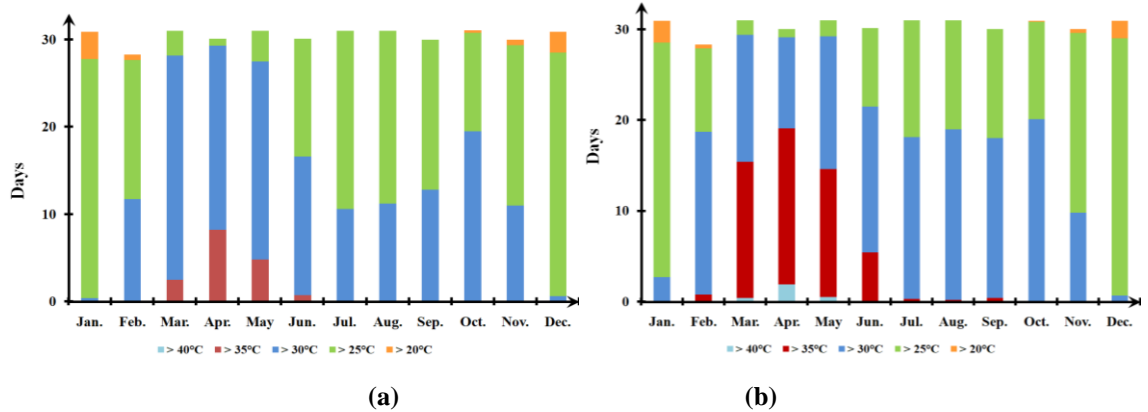 30
20
10
0
Days
Jan. Feb. Mar. Apr. May Jun. Jul. Aug. Sep. Oct. Nov. Dec.
> 40°C > 35°C > 30°C > 25°C > 20°C
(a)
30
20
10
0
Days
Jan. Feb. Mar. Apr. May Jun. Jul. Aug. Sep. Oct. Nov. Dec.
> 40°C > 35°C > 30°C > 25°C > 20°C
(b)